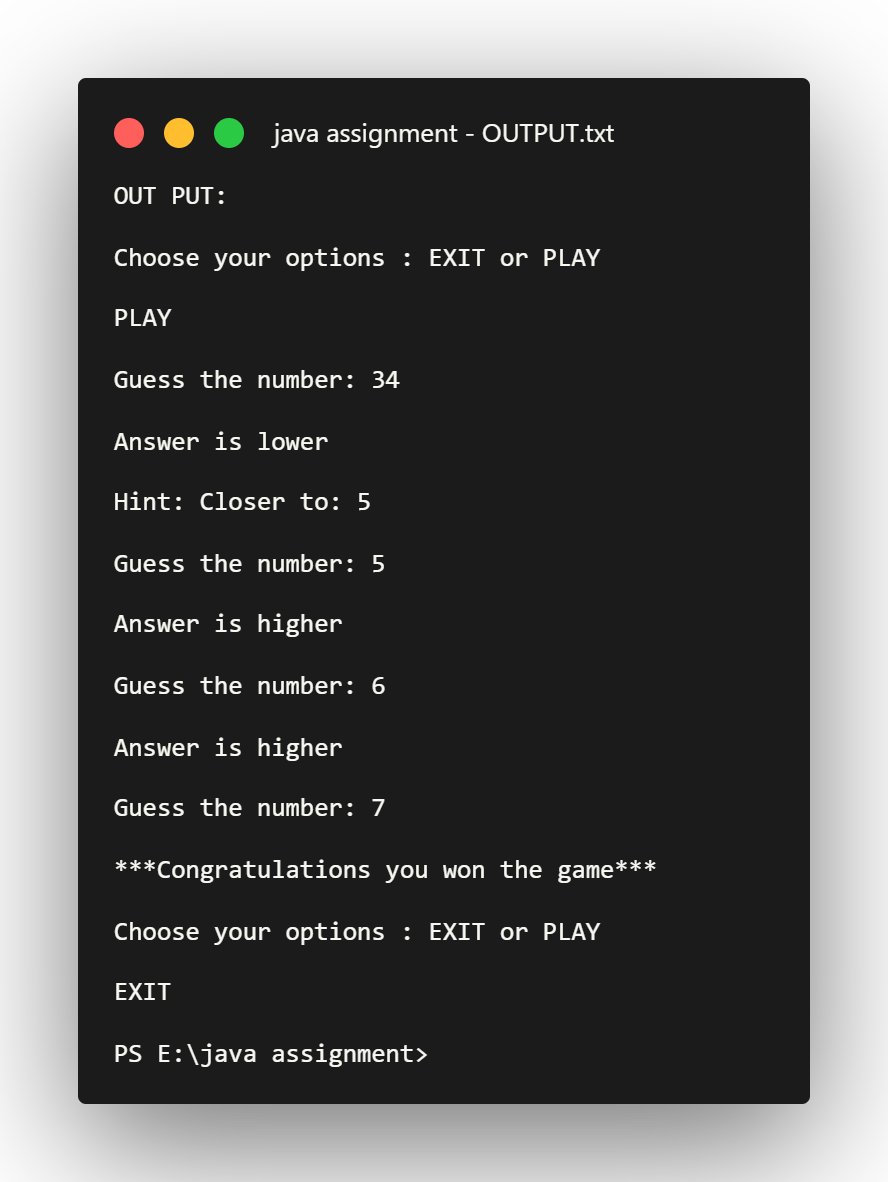 java assignment - OUTPUT.txt
OUT PUT:
Choose your options : EXIT or PLAY
PLAY
Guess the number: 34
Answer is lower
Hint: Closer to: 5
Guess the number: 5
Answer is higher
Guess the number: 6
Answer is higher
Guess the number: 7
***Congratulations you won the game***
Choose your options : EXIT or PLAY
EXIT
PS E:\java assignment>